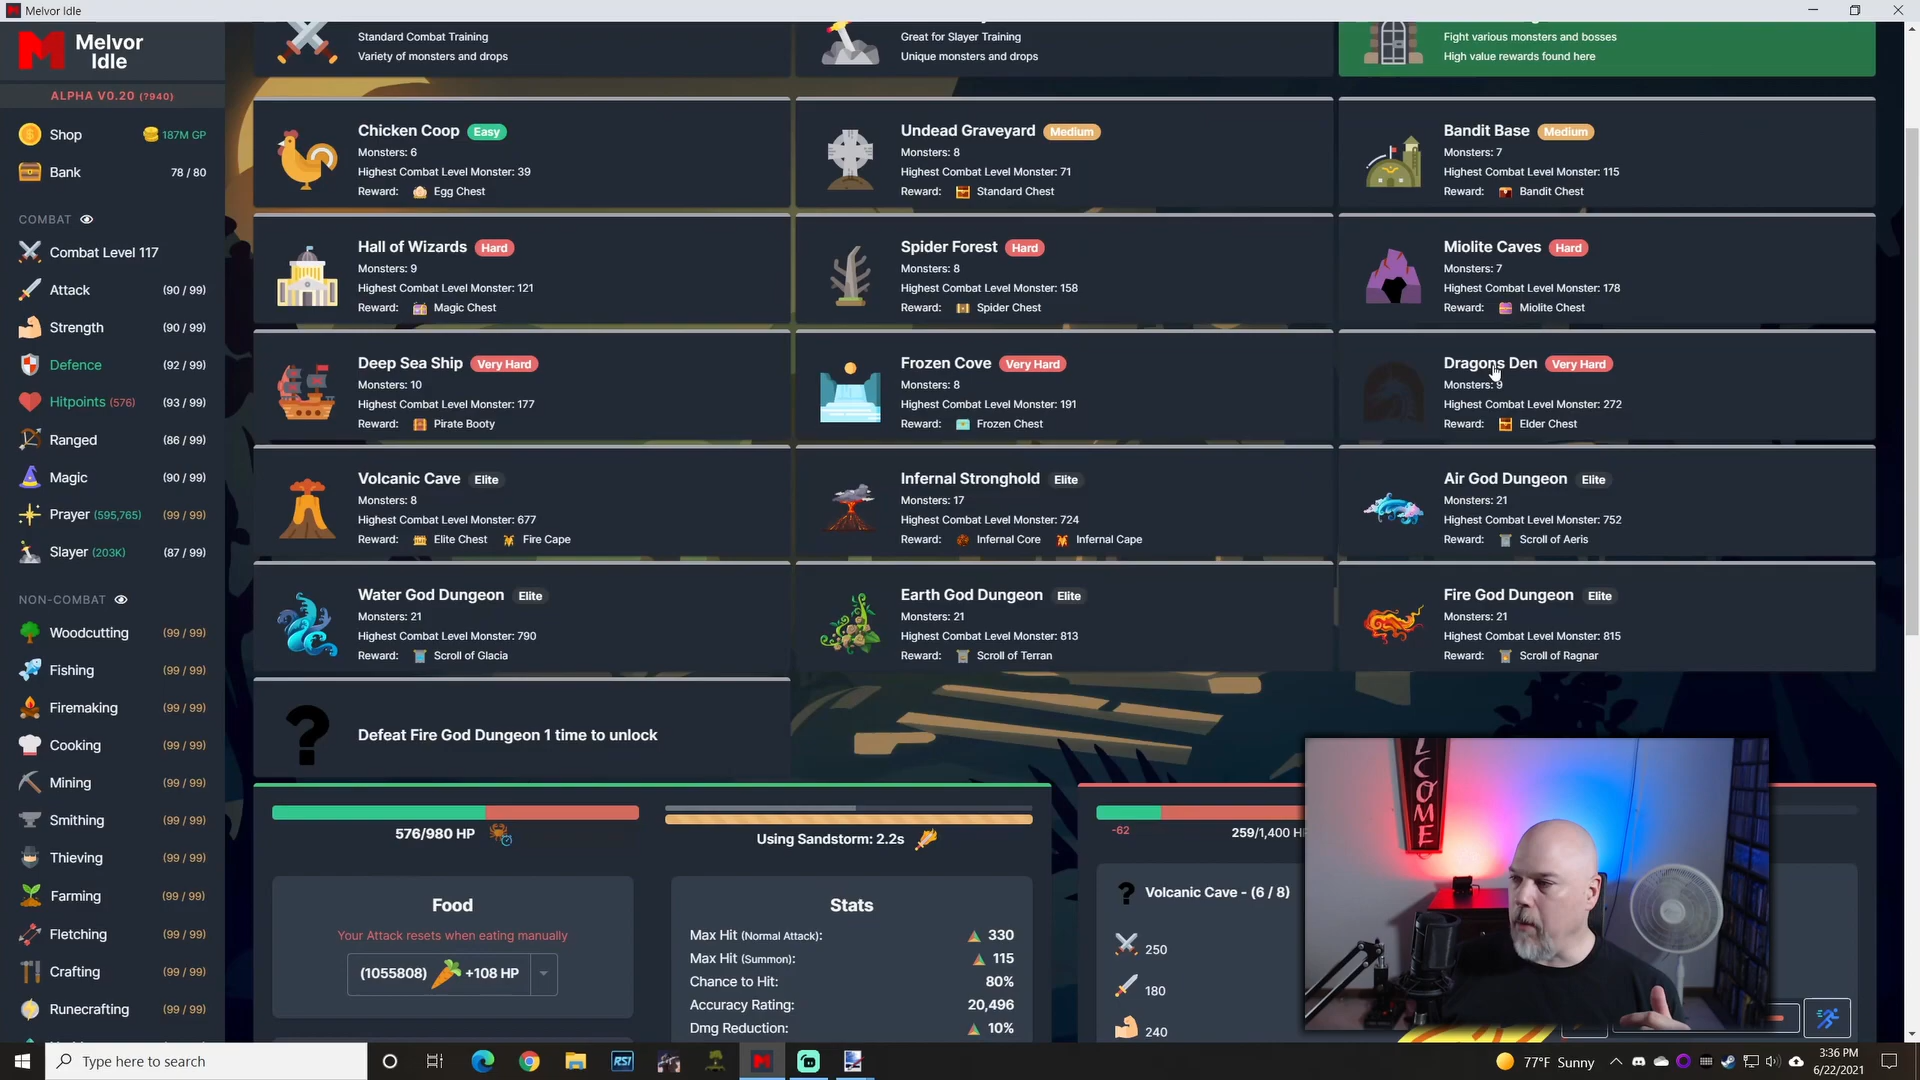 Melvor Idle
Melvor
Idle
ALPHA V0.20 (?940)
Shop 187M GP
Bank 78 / 80
COMBAT
Combat Level 117
Attack (90 / 99)
Strength (90 / 99)
Defence (92 / 99)
Hitpoints (576) (93 / 99)
Ranged (86 / 99)
Magic (90 / 99)
Prayer (595,765) (99 / 99)
Slayer (203K) (87 / 99)
NON-COMBAT
Woodcutting (99 / 99)
Fishing (99 / 99)
Firemaking (99 / 99)
Cooking (99 / 99)
Mining (99 / 99)
Smithing (99 / 99)
Thieving (99 / 99)
Farming (99 / 99)
Fletching (99 / 99)
Crafting (99 / 99)
Runecrafting (99 / 99)
Standard Combat Training
Variety of monsters and drops
Great for Slayer Training
Unique monsters and drops
Fight various monsters and bosses
High value rewards found here
Chicken Coop Easy
Monsters: 6
Highest Combat Level Monster: 39
Reward: Egg Chest
Undead Graveyard Medium
Monsters: 8
Highest Combat Level Monster: 71
Reward: Standard Chest
Bandit Base Medium
Monsters: 7
Highest Combat Level Monster: 115
Reward: Bandit Chest
Hall of Wizards Hard
Monsters: 9
Highest Combat Level Monster: 121
Reward: Magic Chest
Spider Forest Hard
Monsters: 8
Highest Combat Level Monster: 158
Reward: Spider Chest
Miolite Caves Hard
Monsters: 7
Highest Combat Level Monster: 178
Reward: Miolite Chest
Deep Sea Ship Very Hard
Monsters: 10
Highest Combat Level Monster: 177
Reward: Pirate Booty
Frozen Cove Very Hard
Monsters: 8
Highest Combat Level Monster: 191
Reward: Frozen Chest
Dragons Den Very Hard
Monsters: 9
Highest Combat Level Monster: 272
Reward: Elder Chest
Volcanic Cave Elite
Monsters: 8
Highest Combat Level Monster: 677
Reward: Elite Chest Fire Cape
Infernal Stronghold Elite
Monsters: 17
Highest Combat Level Monster: 724
Reward: Infernal Core Infernal Cape
Air God Dungeon Elite
Monsters: 21
Highest Combat Level Monster: 752
Reward: Scroll of Aeris
Water God Dungeon Elite
Monsters: 21
Highest Combat Level Monster: 790
Reward: Scroll of Glacia
Earth God Dungeon Elite
Monsters: 21
Highest Combat Level Monster: 813
Reward: Scroll of Terran
Fire God Dungeon Elite
Monsters: 21
Highest Combat Level Monster: 815
Reward: Scroll of Ragnar
Defeat Fire God Dungeon 1 time to unlock
576/980 HP
Using Sandstorm: 2.2s
-62
259/1,400 HP
Food
Your Attack resets when eating manually
(1055808) +108 HP
Stats
Max Hit (Normal Attack): 330
Max Hit (Summon): 115
Chance to Hit: 80%
Accuracy Rating: 20,496
Dmg Reduction: 10%
Volcanic Cave - (6 / 8)
250
180
240
LCOME
Type here to search
RSI
77°F Sunny
3:36 PM
6/22/2021